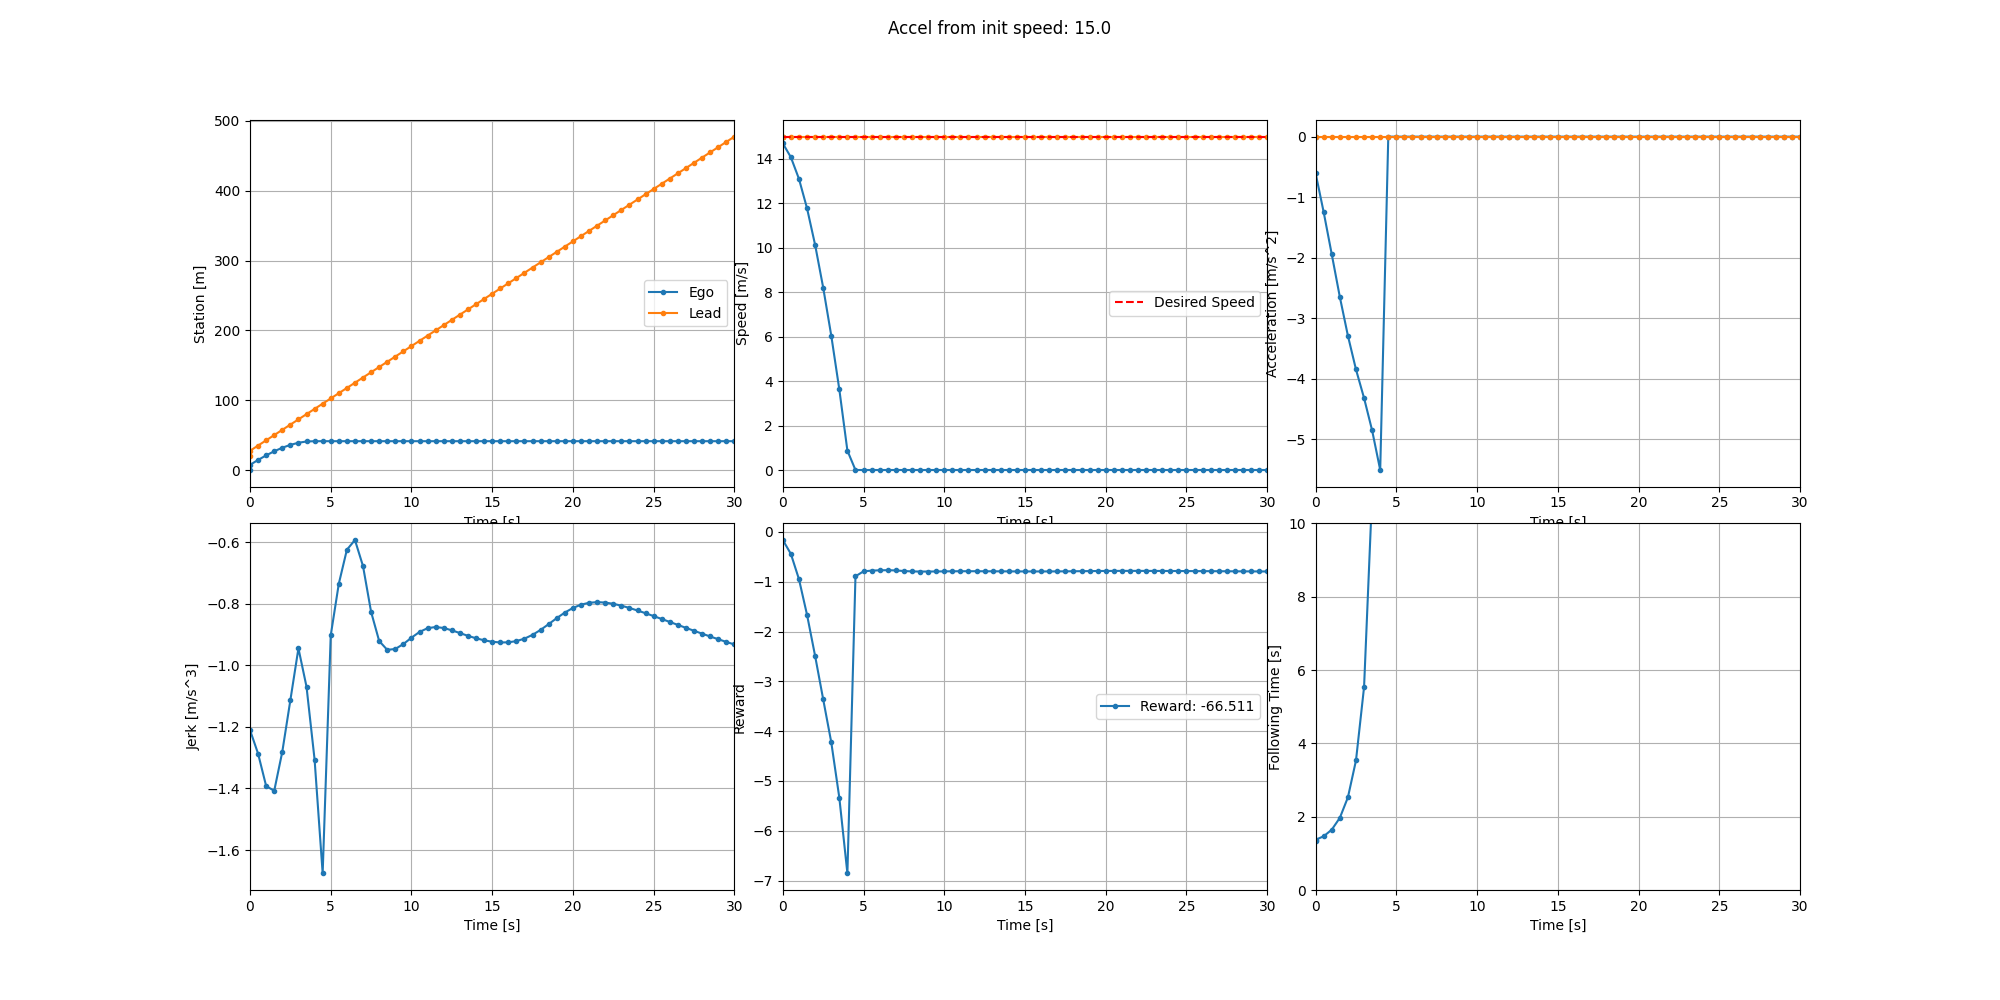 Accel from init speed: 15.0
Station [m]
500
400
300
200
100
0
0 5 10 15 20 25 30
Time [s]
Ego
Lead
Speed [m/s]
14
12
10
8
6
4
2
0
0 5 10 15 20 25 30
Time [s]
Desired Speed
Acceleration [m/s^2]
0
−1
−2
−3
−4
−5
0 5 10 15 20 25 30
Time [s]
Jerk [m/s^3]
−0.6
−0.8
−1.0
−1.2
−1.4
−1.6
0 5 10 15 20 25 30
Time [s]
Reward
0
−1
−2
−3
−4
−5
−6
−7
0 5 10 15 20 25 30
Time [s]
Reward: -66.511
Following Time [s]
10
8
6
4
2
0
0 5 10 15 20 25 30
Time [s]